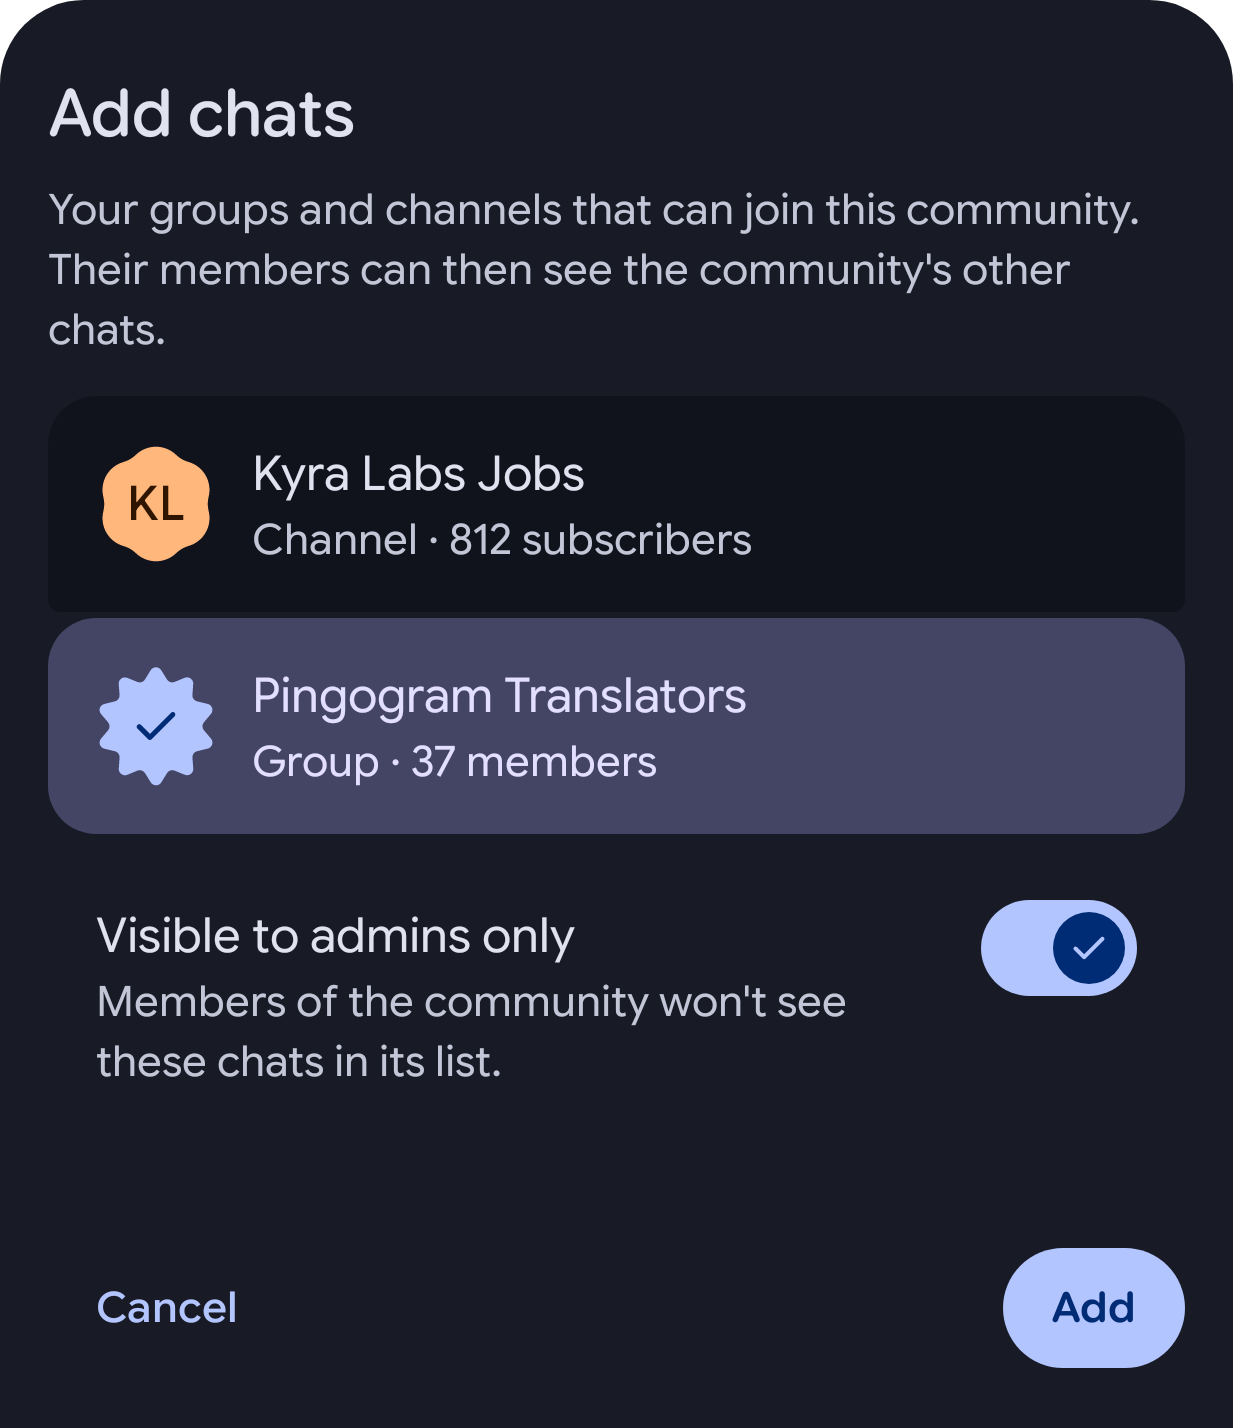 Add chats
Your groups and channels that can join this community.
Their members can then see the community's other
chats.
KL
Kyra Labs Jobs
Channel · 812 subscribers
Pingogram Translators
Group · 37 members
Visible to admins only
Members of the community won't see
these chats in its list.
Cancel
Add